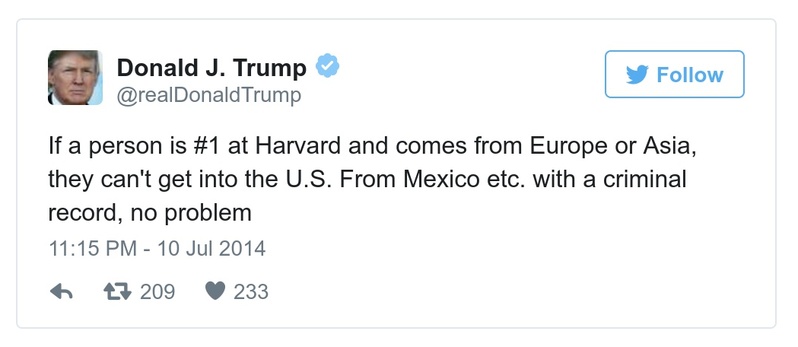 Donald J. Trump
@realDonaldTrump
Follow
If a person is #1 at Harvard and comes from Europe or Asia,
they can't get into the U.S. From Mexico etc. with a criminal
record, no problem
11:15 PM - 10 Jul 2014
209 233